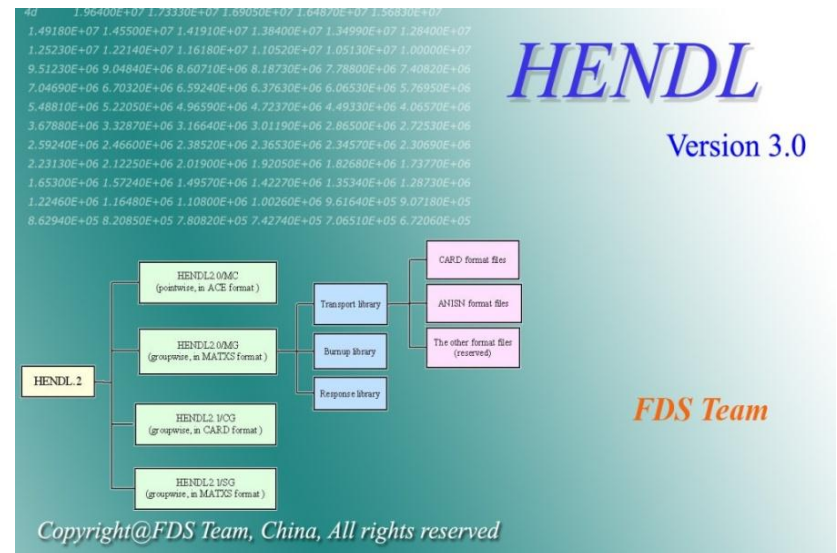 4d 1.96400E+07 1.73330E+07 1.69050E+07 1.64870E+07 1.56830E+07
1.49180E+07 1.45500E+07 1.41910E+07 1.38400E+07 1.34990E+07 1.28400E+07
1.25230E+07 1.22140E+07 1.16180E+07 1.10520E+07 1.05130E+07 1.00000E+07
9.51230E+06 9.04840E+06 8.60710E+06 8.18730E+06 7.78800E+06 7.40820E+06
7.04690E+06 6.70320E+06 6.59240E+06 6.37630E+06 6.06530E+06 5.76950E+06
5.48810E+06 5.22050E+06 4.96590E+06 4.72370E+06 4.49330E+06 4.06570E+06
3.67880E+06 3.32870E+06 3.16640E+06 3.01190E+06 2.86500E+06 2.72530E+06
2.59240E+06 2.46600E+06 2.38520E+06 2.36530E+06 2.34570E+06 2.30690E+06
2.23130E+06 2.12250E+06 2.01900E+06 1.92050E+06 1.82680E+06 1.73770E+06
1.65300E+06 1.57240E+06 1.49570E+06 1.42270E+06 1.35340E+06 1.28730E+06
1.22460E+06 1.16480E+06 1.10800E+06 1.00260E+06 9.61640E+05 9.07180E+05
8.62940E+05 8.20850E+05 7.80820E+05 7.42740E+05 7.06510E+05 6.72060E+05
HENDL
Version 3.0
HENDL.2
HENDL2.0/MC
(pointwise, in ACE format )
HENDL2.0/MG
(groupwise, in MATXS format )
HENDL2.1/CG
(groupwise, in CARD format )
HENDL2.1/SG
(groupwise, in MATXS format )
Transport library
Burnup library
Response library
CARD format files
ANISN format files
The other format files
(reserved)
FDS Team
Copyright@FDS Team, China, All rights reserved